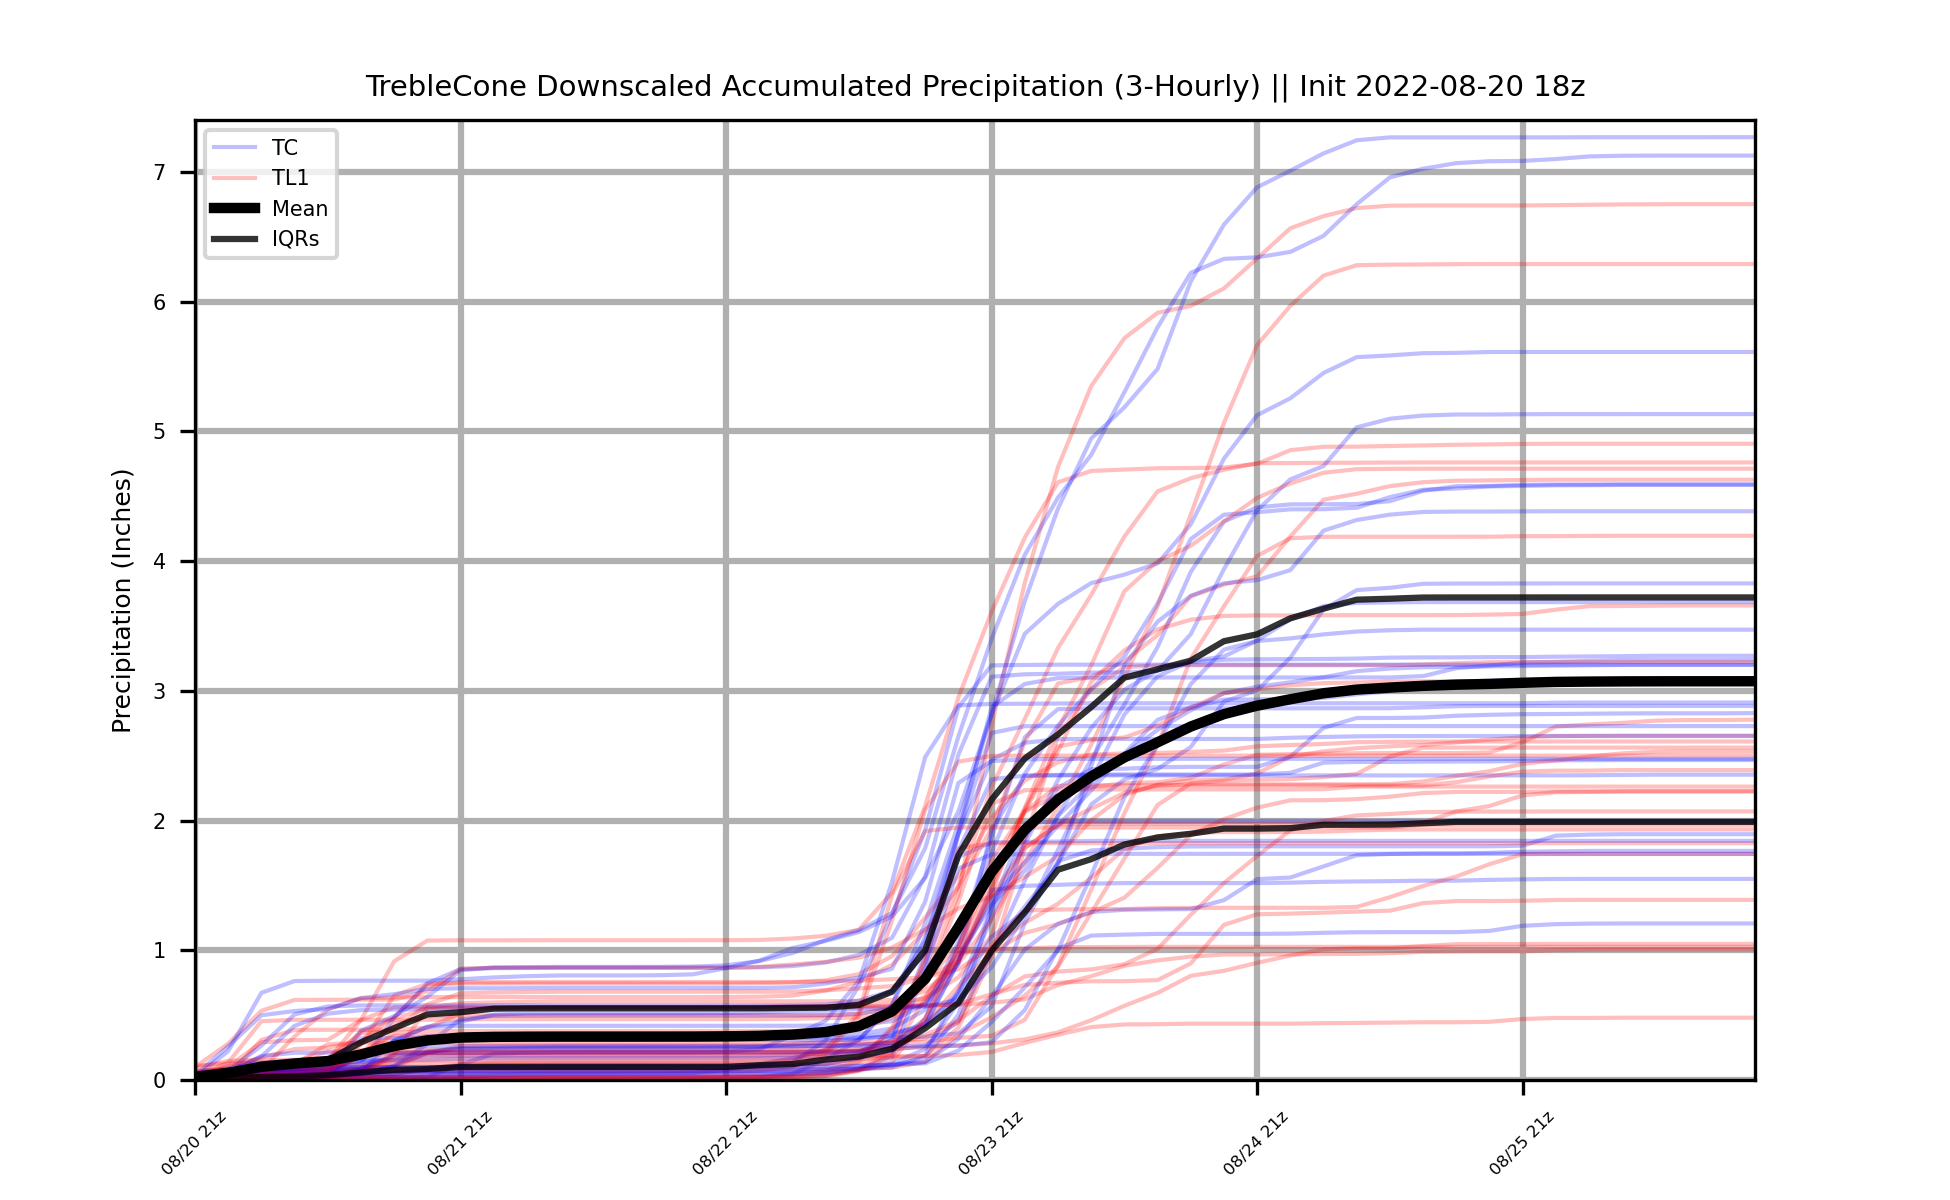 TrebleCone Downscaled Accumulated Precipitation (3-Hourly) || Init 2022-08-20 18z
TC
TL1
Mean
IQRs
Precipitation (Inches)
7
6
5
4
3
2
1
0
08/20 21z
08/21 21z
08/22 21z
08/23 21z
08/24 21z
08/25 21z